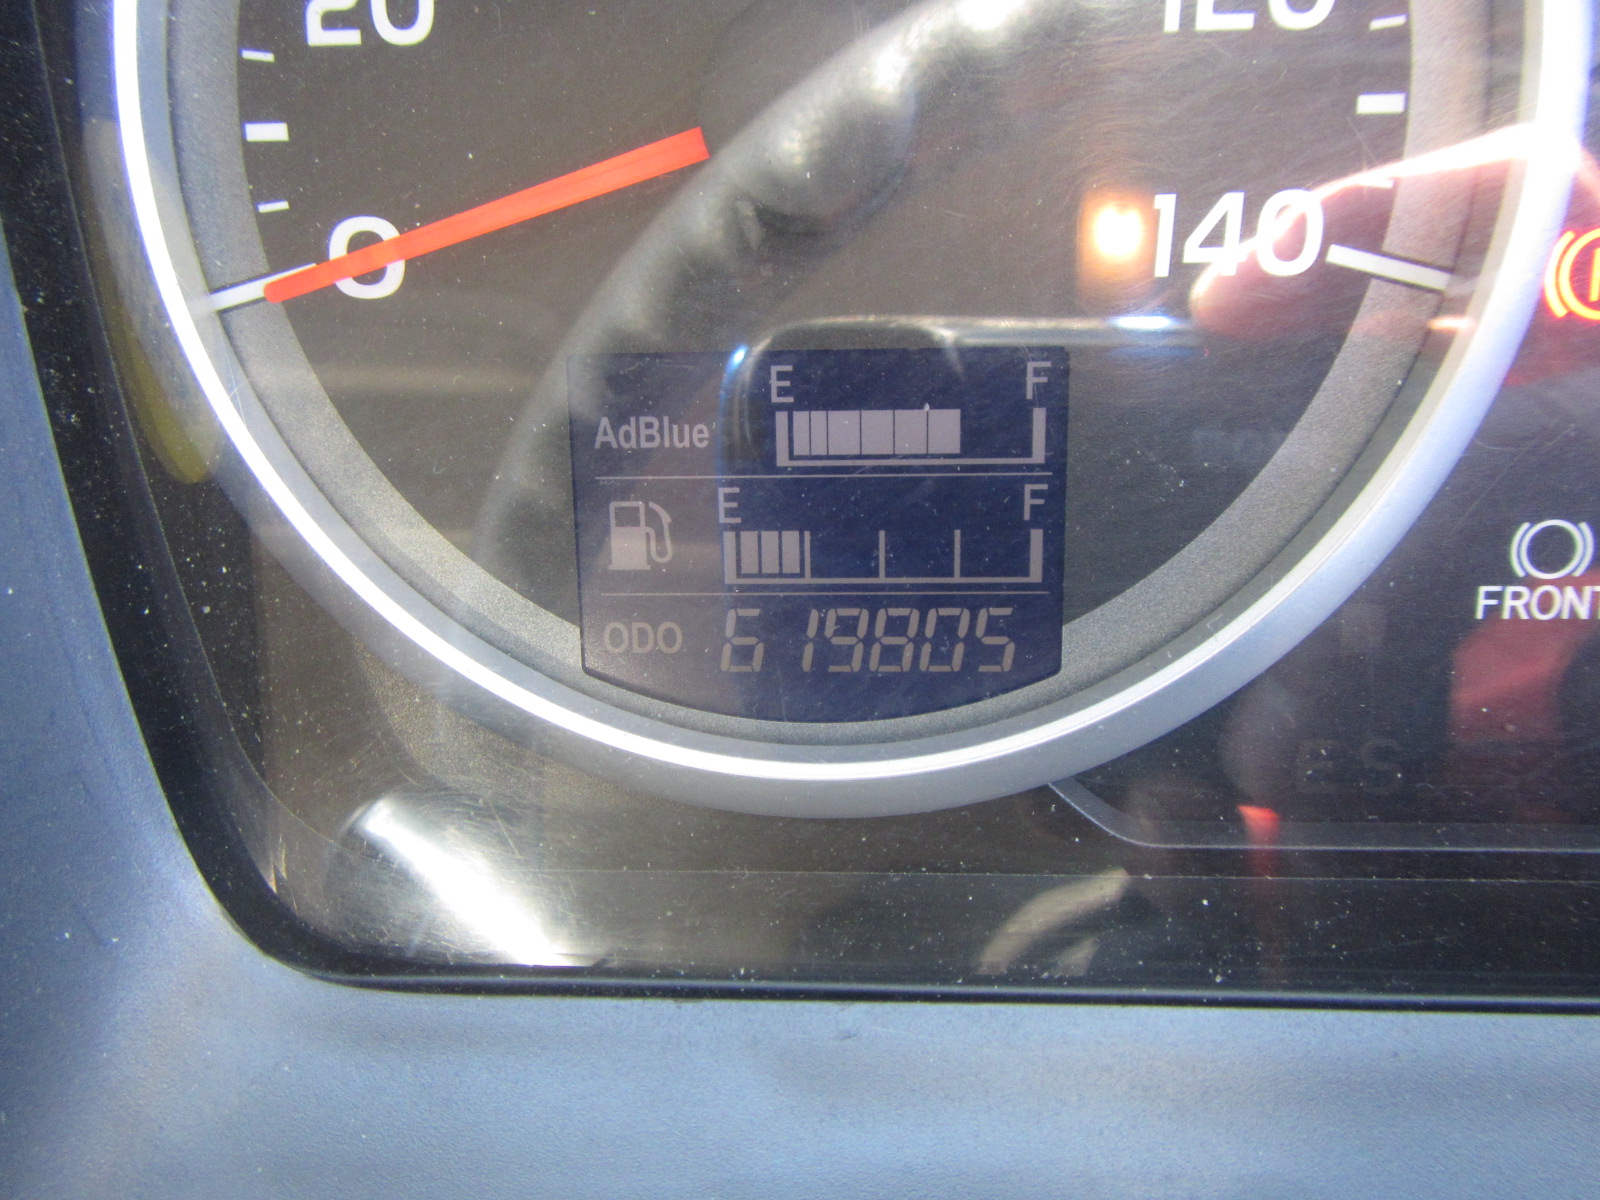 20
120
0
140
E F
AdBlue
E F
ODO 619805
FRONT